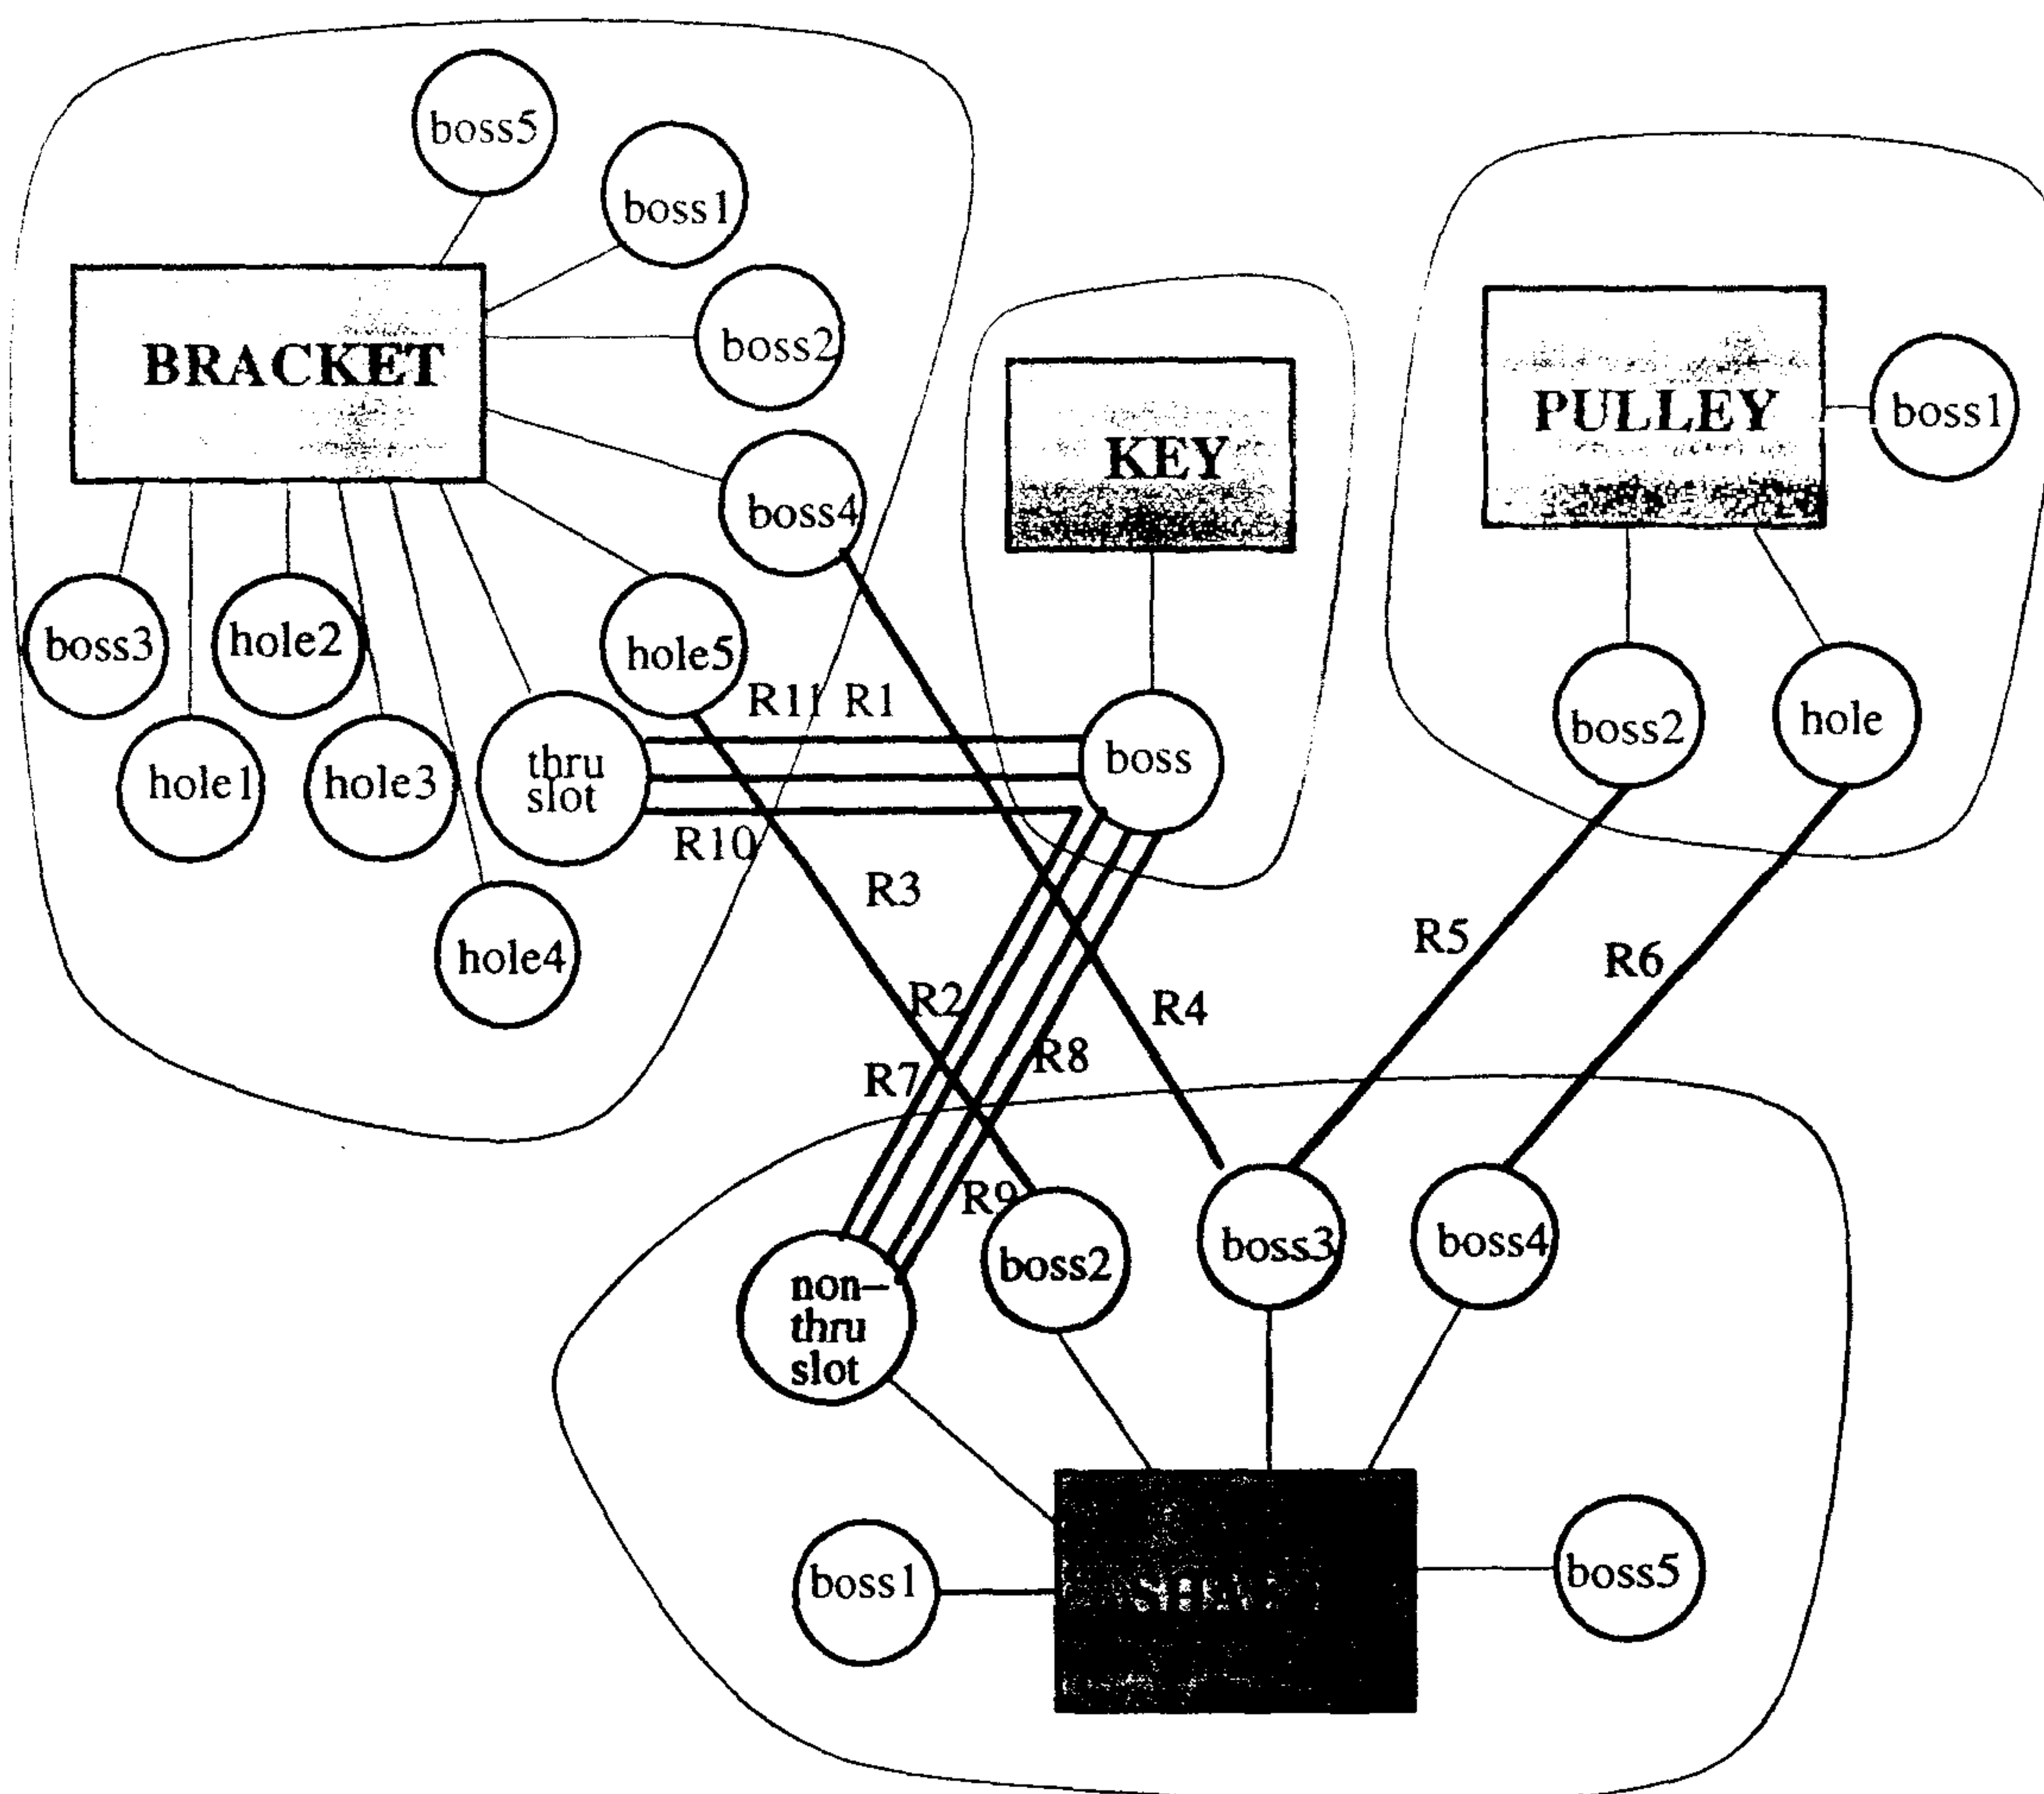 boss5
boss1
boss2
BRACKET
KEY
PULLEY
boss1
boss4
boss3
hole2
hole5
R11
R1
boss
boss2
hole
hole1
hole3
thru
slot
R10
R3
hole4
R5
R6
R2
R4
R7
R8
R9
boss2
boss3
boss4
non–
thru
slot
boss1
boss5